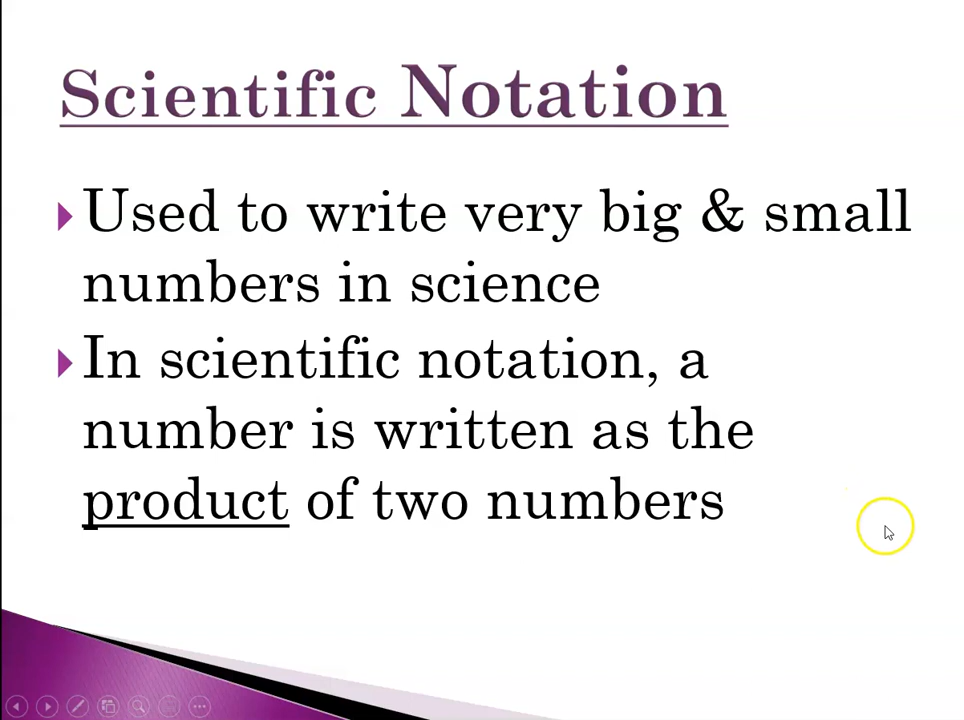 Scientific Notation
Used to write very big & small
numbers in science
In scientific notation, a
number is written as the
product of two numbers